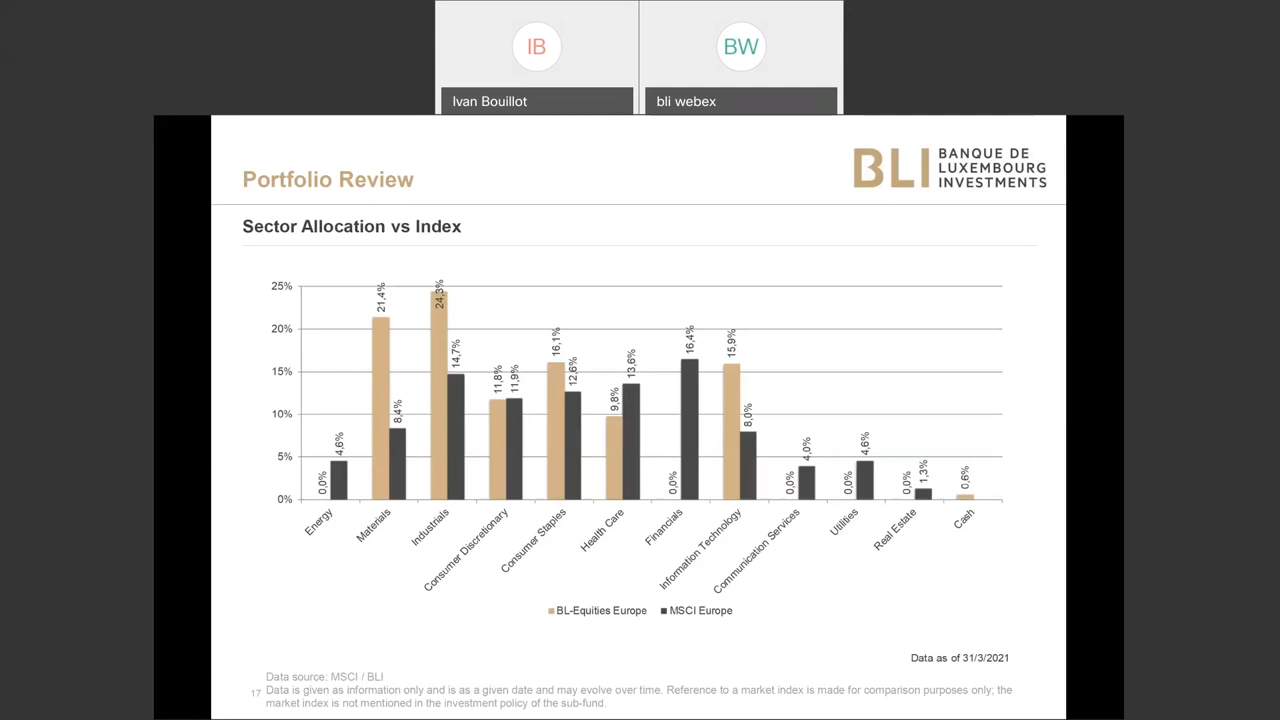 IB
BW
Ivan Bouillot
bli webex
Portfolio Review
BLI BANQUE DE
LUXEMBOURG
INVESTMENTS
Sector Allocation vs Index
25%
20%
15%
10%
5%
0%
0,0%
4,6%
21,4%
8,4%
24,3%
14,7%
11,8%
11,9%
16,1%
12,6%
9,8%
13,6%
0,0%
16,4%
15,9%
8,0%
0,0%
4,0%
0,0%
4,6%
0,0%
1,3%
0,6%
Energy
Materials
Industrials
Consumer Discretionary
Consumer Staples
Health Care
Financials
Information Technology
Communication Services
Utilities
Real Estate
Cash
BL-Equities Europe
MSCI Europe
Data as of 31/3/2021
Data source: MSCI / BLI
17 Data is given as information only and is as a given date and may evolve over time. Reference to a market index is made for comparison purposes only; the
market index is not mentioned in the investment policy of the sub-fund.